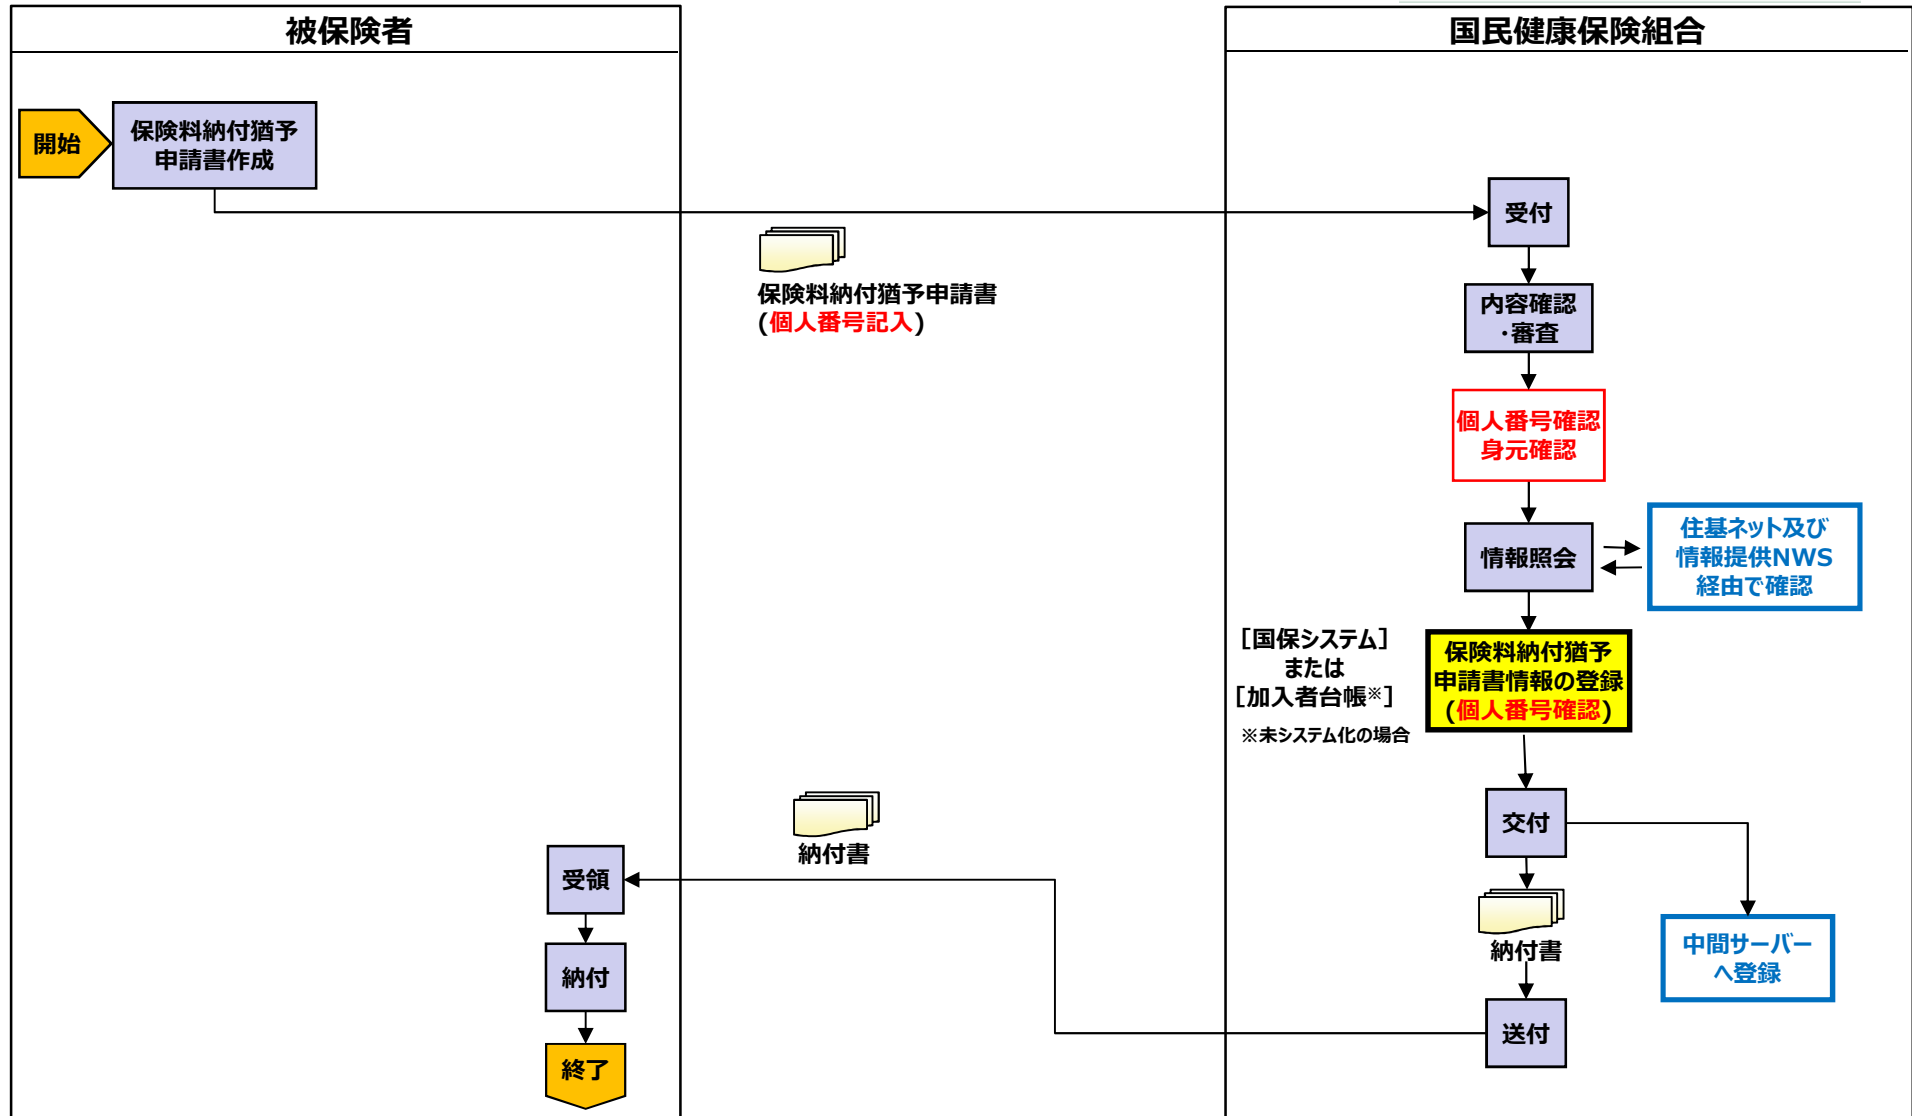 被保険者
国民健康保険組合
開始
保険料納付猶予
申請書作成
受付
保険料納付猶予申請書
(個人番号記入)
内容確認
・審査
個人番号確認
身元確認
情報照会
住基ネット及び
情報提供NWS
経由で確認
[国保システム]
または
[加入者台帳※]
※未システム化の場合
保険料納付猶予
申請書情報の登録
(個人番号確認)
交付
納付書
受領
納付書
中間サーバー
へ登録
納付
送付
終了